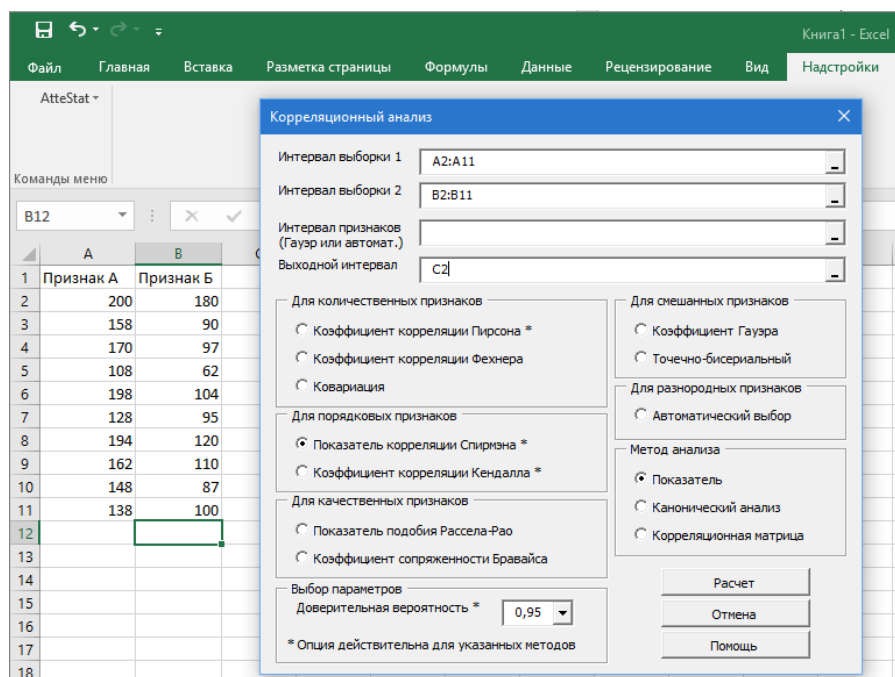 Книга1 - Excel
Файл Главная Вставка Разметка страницы Формулы Данные Рецензирование Вид Надстройки
AtteStat
Команды меню
B12
A B
1 Признак А Признак Б
2 200 180
3 158 90
4 170 97
5 108 62
6 198 104
7 128 95
8 194 120
9 162 110
10 148 87
11 138 100
12
13
14
15
16
17
18
Корреляционный анализ
Интервал выборки 1 A2:A11
Интервал выборки 2 B2:B11
Интервал признаков
(Гауэр или автомат.)
Выходной интервал C2
Для количественных признаков
Коэффициент корреляции Пирсона *
Коэффициент корреляции Фехнера
Ковариация
Для порядковых признаков
Показатель корреляции Спирмэна *
Коэффициент корреляции Кендалла *
Для качественных признаков
Показатель подобия Рассела-Рао
Коэффициент сопряженности Бравайса
Выбор параметров
Доверительная вероятность * 0,95
* Опция действительна для указанных методов
Для смешанных признаков
Коэффициент Гауэра
Точечно-бисериальный
Для разнородных признаков
Автоматический выбор
Метод анализа
Показатель
Канонический анализ
Корреляционная матрица
Расчет
Отмена
Помощь